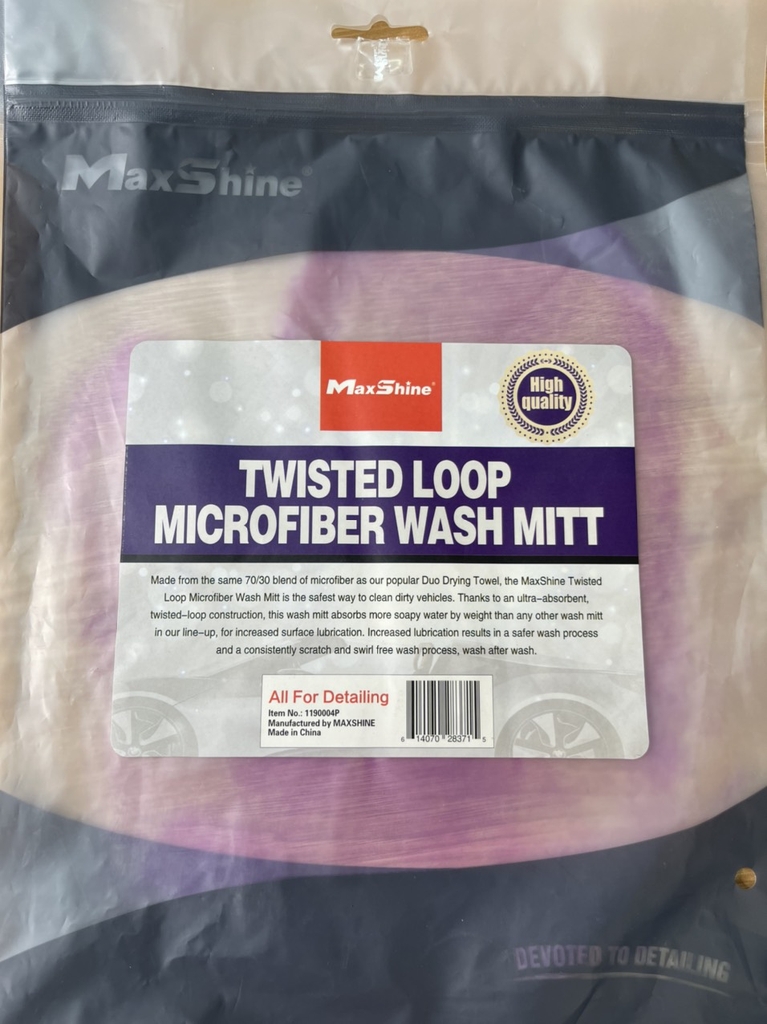 MaxShine®
MaxShine®
High
quality
TWISTED LOOP
MICROFIBER WASH MITT
Made from the same 70/30 blend of microfiber as our popular Duo Drying Towel, the MaxShine Twisted
Loop Microfiber Wash Mitt is the safest way to clean dirty vehicles. Thanks to an ultra-absorbent,
twisted-loop construction, this wash mitt absorbs more soapy water by weight than any other wash mitt
in our line-up, for increased surface lubrication. Increased lubrication results in a safer wash process
and a consistently scratch and swirl free wash process, wash after wash.
All For Detailing
Item No.: 1190004P
Manufactured by MAXSHINE
Made in China
6 14070 28371 5
DEVOTED TO DETAILING